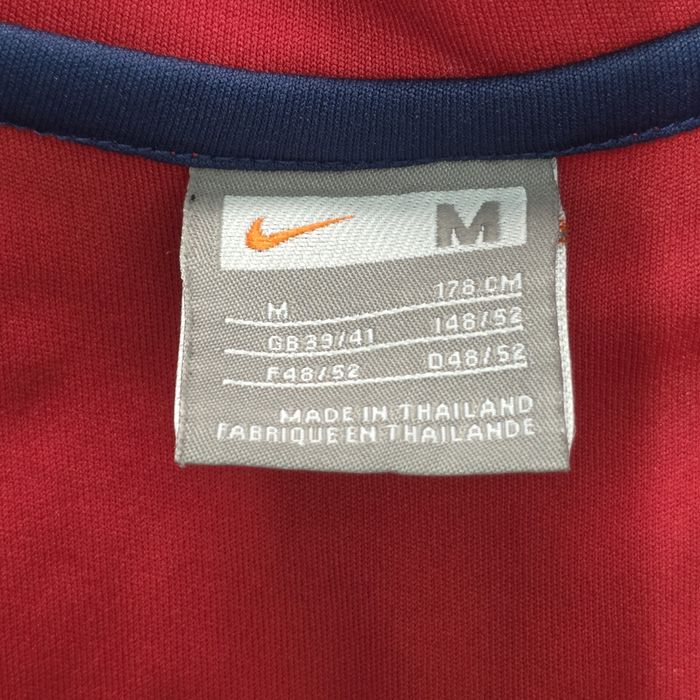 M
M 178 CM
GB 39/41 I48/52
F48/52 D48/52
MADE IN THAILAND
FABRIQUE EN THAILANDE